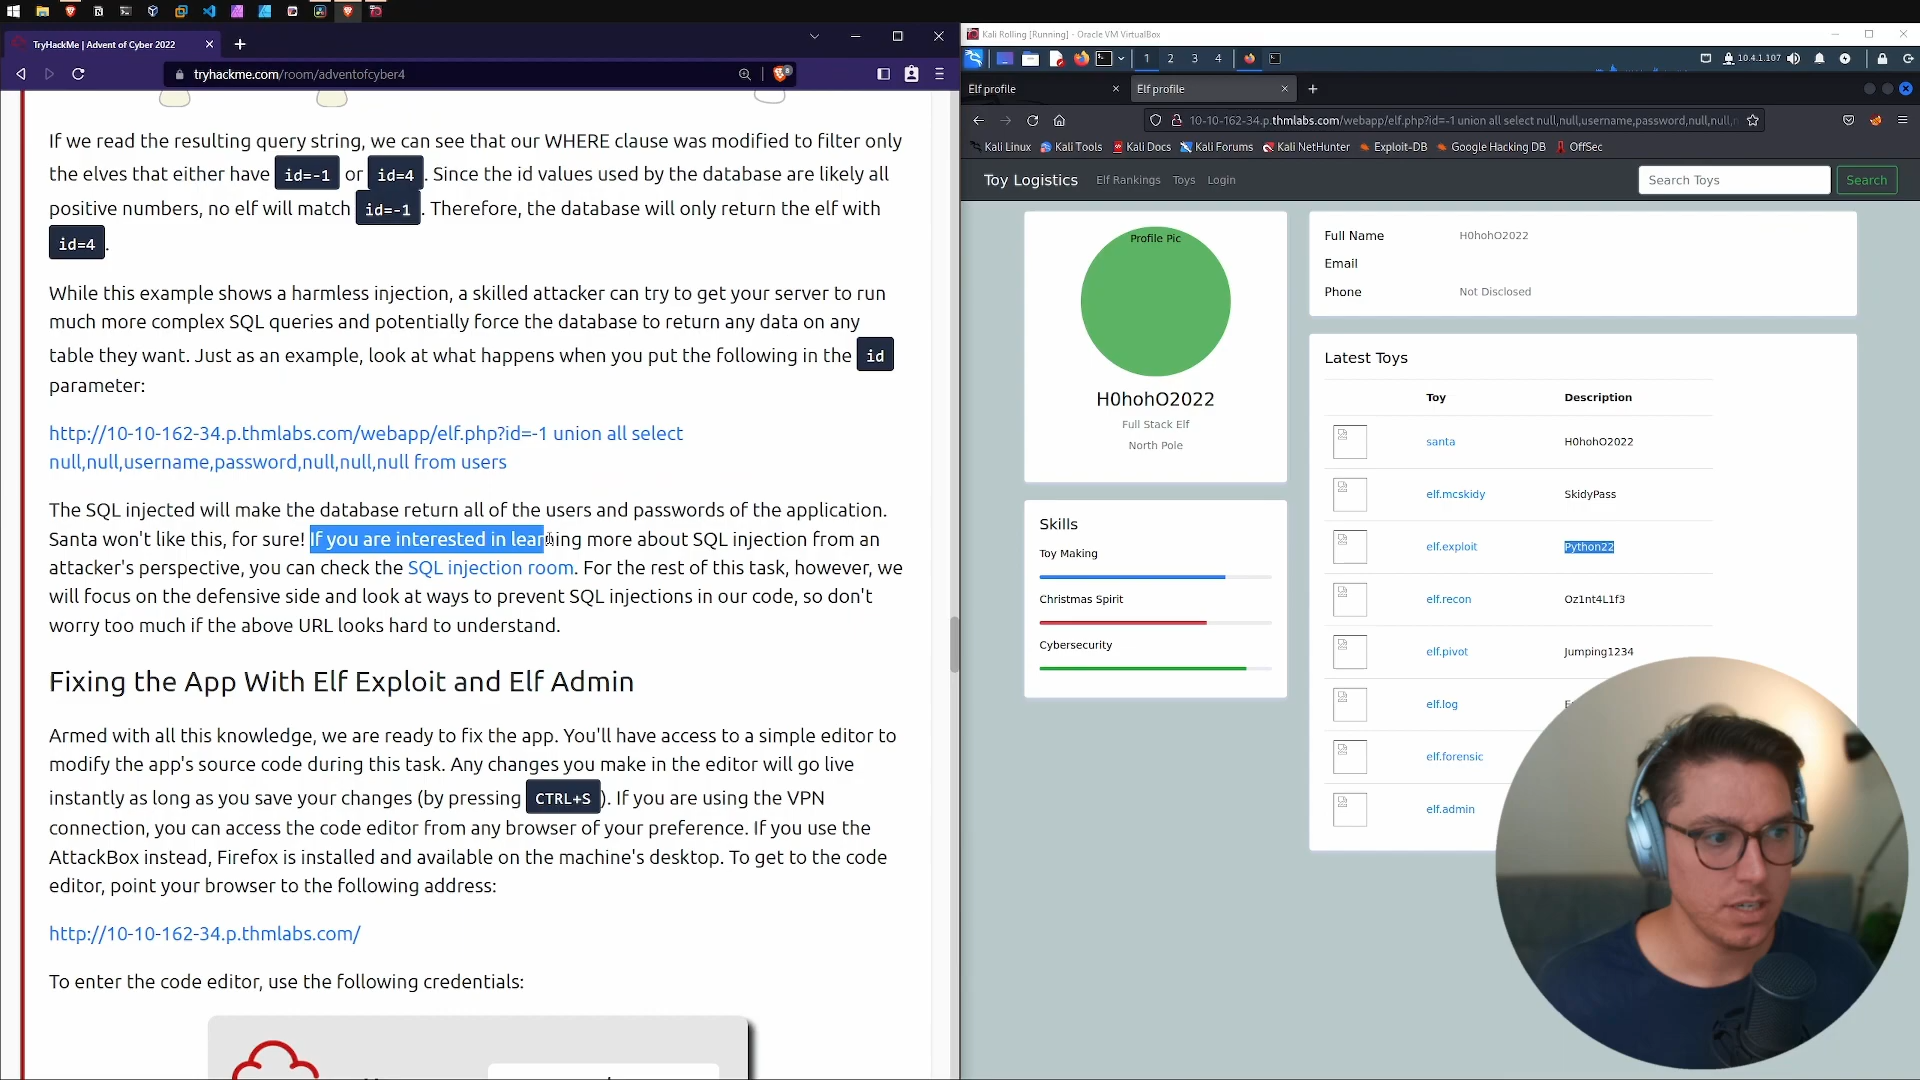 TryHackMe | Advent of Cyber 2022
tryhackme.com/room/adventofcyber4
If we read the resulting query string, we can see that our WHERE clause was modified to filter only
the elves that either have id=-1 or id=4. Since the id values used by the database are likely all
positive numbers, no elf will match id=-1. Therefore, the database will only return the elf with
id=4.
While this example shows a harmless injection, a skilled attacker can try to get your server to run
much more complex SQL queries and potentially force the database to return any data on any
table they want. Just as an example, look at what happens when you put the following in the id
parameter:
http://10-10-162-34.p.thmlabs.com/webapp/elf.php?id=-1 union all select
null,null,username,password,null,null,null from users
The SQL injected will make the database return all of the users and passwords of the application.
Santa won't like this, for sure! If you are interested in learning more about SQL injection from an
attacker's perspective, you can check the SQL injection room. For the rest of this task, however, we
will focus on the defensive side and look at ways to prevent SQL injections in our code, so don't
worry too much if the above URL looks hard to understand.
Fixing the App With Elf Exploit and Elf Admin
Armed with all this knowledge, we are ready to fix the app. You'll have access to a simple editor to
modify the app's source code during this task. Any changes you make in the editor will go live
instantly as long as you save your changes (by pressing CTRL+S). If you are using the VPN
connection, you can access the code editor from any browser of your preference. If you use the
AttackBox instead, Firefox is installed and available on the machine's desktop. To get to the code
editor, point your browser to the following address:
http://10-10-162-34.p.thmlabs.com/
To enter the code editor, use the following credentials:
Kali Rolling [Running] - Oracle VM VirtualBox
1 2 3 4
10.4.1.107
Elf profile
Elf profile
10-10-162-34.p.thmlabs.com/webapp/elf.php?id=-1 union all select null,null,username,password,null,null,n
Kali Linux Kali Tools Kali Docs Kali Forums Kali NetHunter Exploit-DB Google Hacking DB OffSec
Toy Logistics Elf Rankings Toys Login Search Toys Search
Profile Pic
H0hohO2022
Full Stack Elf
North Pole
Skills
Toy Making
Christmas Spirit
Cybersecurity
Full Name H0hohO2022
Email
Phone Not Disclosed
Latest Toys
Toy Description
santa H0hohO2022
elf.mcskidy SkidyPass
elf.exploit Python22
elf.recon Oz1nt4L1f3
elf.pivot Jumping1234
elf.log
elf.forensic
elf.admin